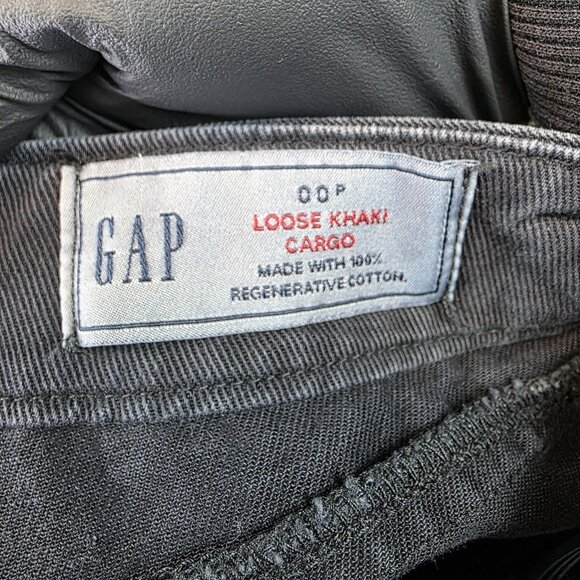 GAP
00P
LOOSE KHAKI
CARGO
MADE WITH 100%
REGENERATIVE COTTON.